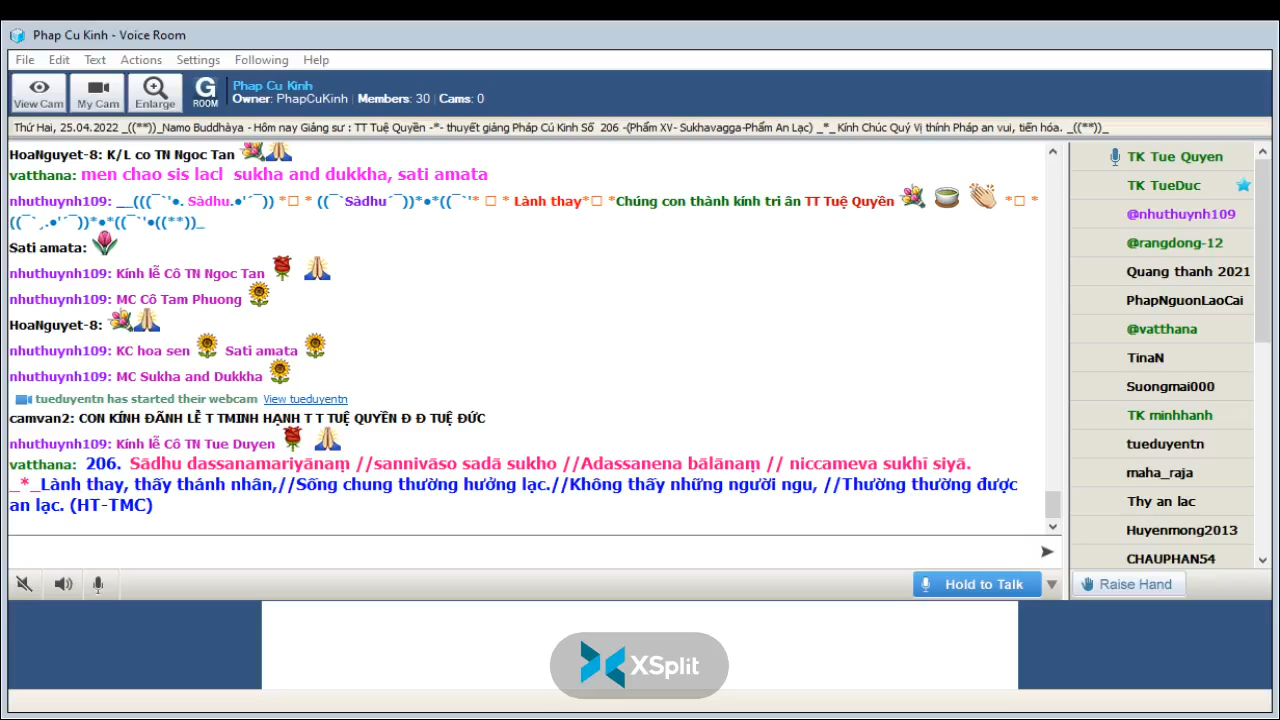 Phap Cu Kinh - Voice Room
File Edit Text Actions Settings Following Help
View Cam My Cam Enlarge G ROOM
Phap Cu Kinh
Owner: PhapCuKinh Members: 30 Cams: 0
Thứ Hai, 25.04.2022 _((**))_Namo Buddhàya - Hôm nay Giảng sư : TT Tuệ Quyền -*- thuyết giảng Pháp Cú Kinh Số 206 -(Phẩm XV- Sukhavagga-Phẩm An Lạc) _*_ Kính Chúc Quý Vị thính Pháp an vui, tiến hóa. _((**))_
HoaNguyet-8: K/L co TN Ngoc Tan
vatthana: men chao sis lacl sukha and dukkha, sati amata
nhuthuynh109: __(((¯`'•. Sàdhu.•'´¯)) *□ * ((¯`Sàdhu´¯))*•*((¯`'* □ * Lành thay*□ *Chúng con thành kính tri ân TT Tuệ Quyền *□ *
((¯`¸.•'´¯))*•*((¯`'•((**))_
Sati amata:
nhuthuynh109: Kính lễ Cô TN Ngoc Tan
nhuthuynh109: MC Cô Tam Phuong
HoaNguyet-8:
nhuthuynh109: KC hoa sen Sati amata
nhuthuynh109: MC Sukha and Dukkha
tueduyentn has started their webcam View tueduyentn
camvan2: CON KÍNH ĐÃNH LỄ T TMINH HẠNH T T TUỆ QUYỀN Đ Đ TUỆ ĐỨC
nhuthuynh109: Kính lễ Cô TN Tue Duyen
vatthana: 206. Sādhu dassanamariyānaṃ //sannivāso sadā sukho //Adassanena bālānaṃ // niccameva sukhī siyā.
_*_Lành thay, thấy thánh nhân,//Sống chung thường hưởng lạc.//Không thấy những người ngu, //Thường thường được
an lạc. (HT-TMC)
Hold to Talk
TK Tue Quyen
TK TueDuc
@nhuthuynh109
@rangdong-12
Quang thanh 2021
PhapNguonLaoCai
@vatthana
TinaN
Suongmai000
TK minhhanh
tueduyentn
maha_raja
Thy an lac
Huyenmong2013
CHAUPHAN54
Raise Hand
XSplit